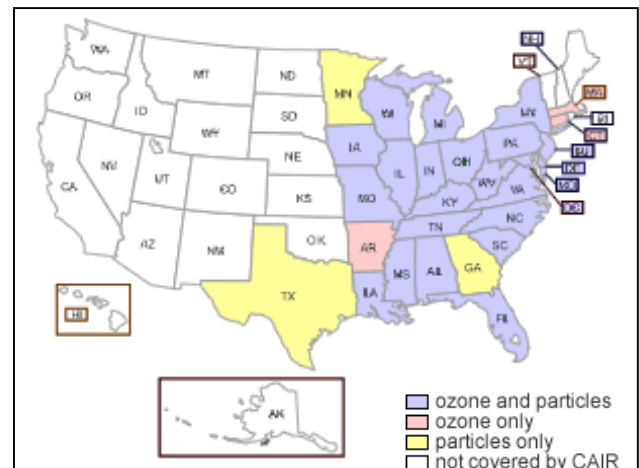 WA
MT
ND
MN
OR
ID
SD
WI
MI
NY
WY
MA
RI
NV
NE
IA
PA
UT
CO
IL
IN
OH
CA
KS
MO
WV
VA
KY
AZ
NM
OK
AR
TN
NC
SC
TX
MS
AL
GA
LA
FL
HI
AK
ozone and particles
ozone only
particles only
not covered by CAIR